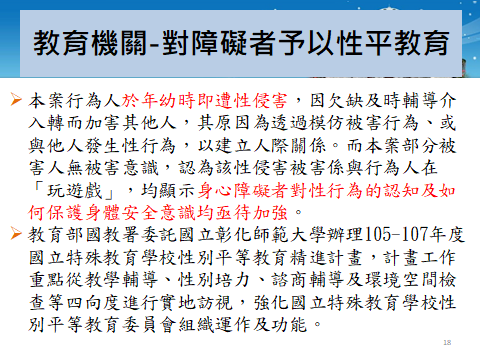 教育機關-對障礙者予以性平教育
➢本案行為人於年幼時即遭性侵害，因欠缺及時輔導介
入轉而加害其他人，其原因為透過模仿被害行為、或
與他人發生性行為，以建立人際關係。而本案部分被
害人無被害意識，認為該性侵害被害係與行為人在
「玩遊戲」，均顯示身心障礙者對性行為的認知及如
何保護身體安全意識均亟待加強。
➢教育部國教署委託國立彰化師範大學辦理105-107年度
國立特殊教育學校性別平等教育精進計畫，計畫工作
重點從教學輔導、性別培力、諮商輔導及環境空間檢
查等四向度進行實地訪視，強化國立特殊教育學校性
別平等教育委員會組織運作及功能。
18